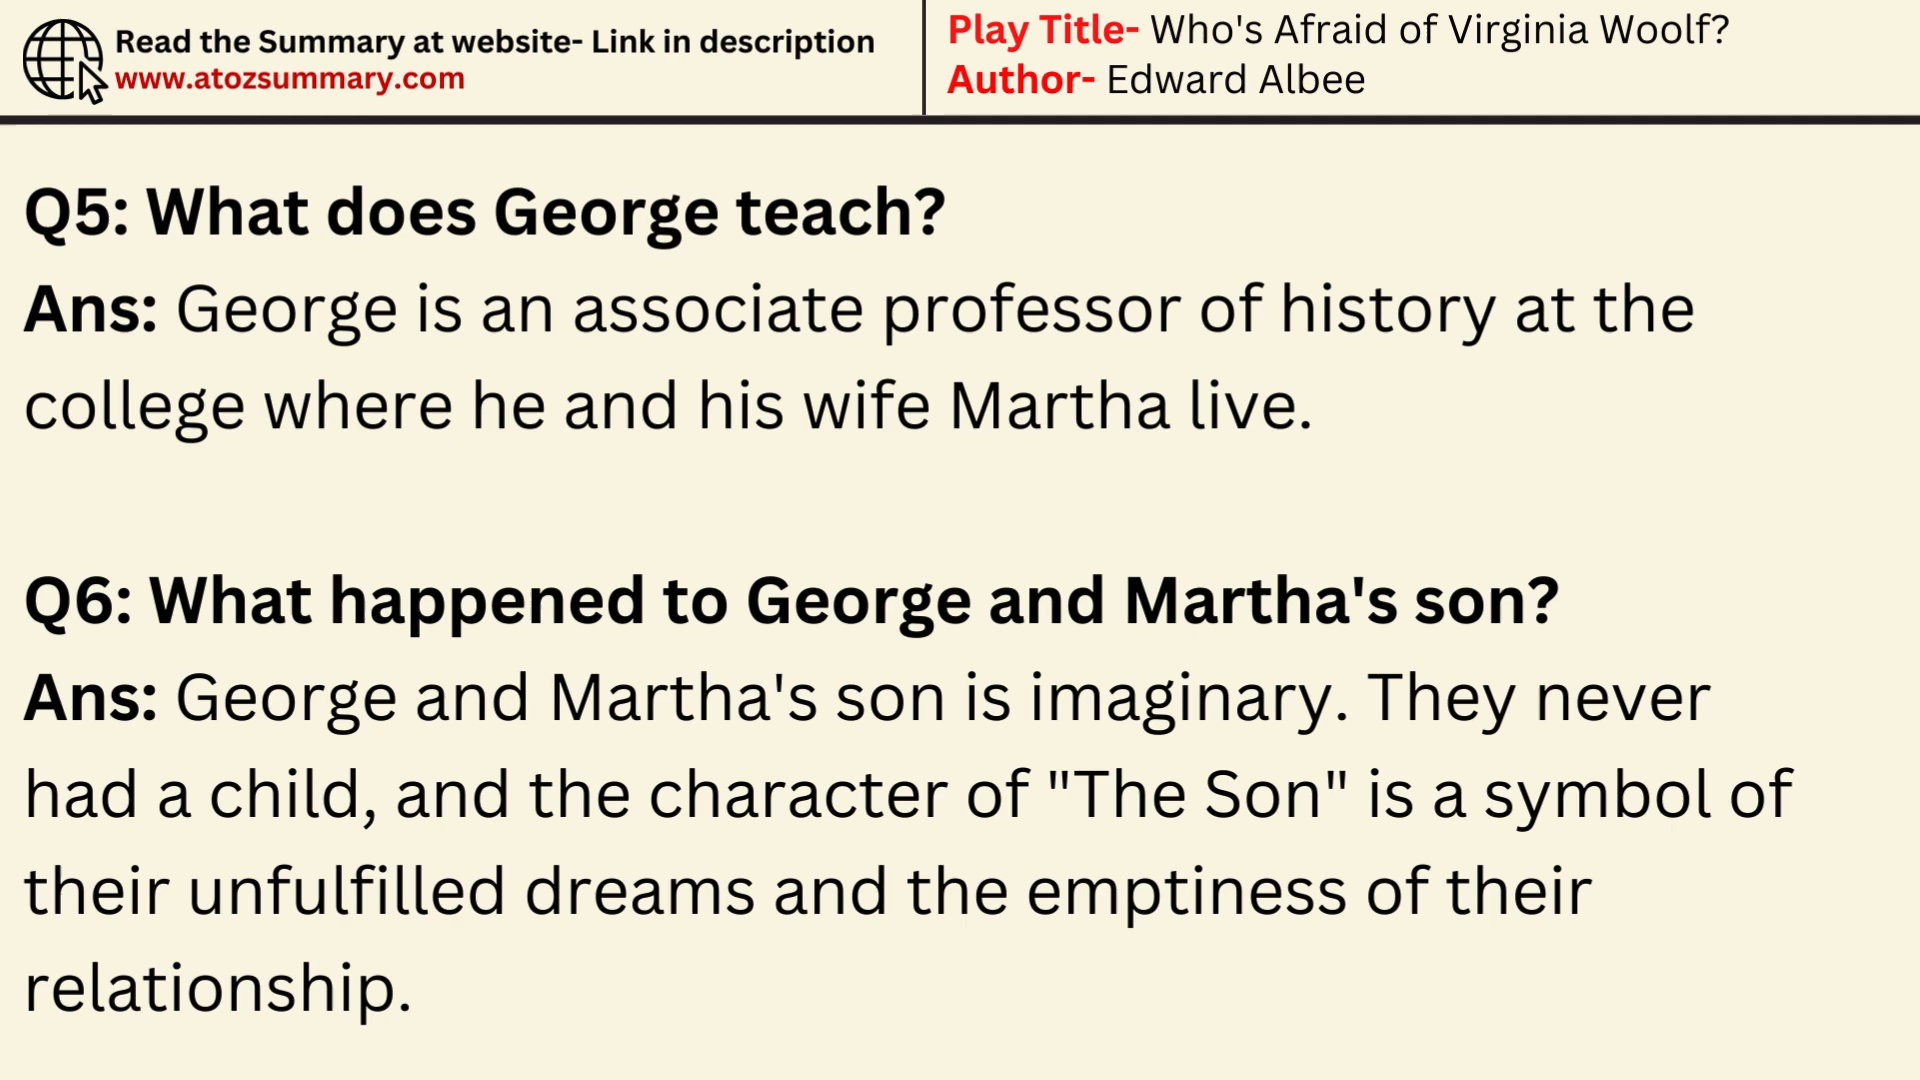 Read the Summary at website- Link in description
www.atozsummary.com
Play Title- Who's Afraid of Virginia Woolf?
Author- Edward Albee
Q5: What does George teach?
Ans: George is an associate professor of history at the
college where he and his wife Martha live.
Q6: What happened to George and Martha's son?
Ans: George and Martha's son is imaginary. They never
had a child, and the character of "The Son" is a symbol of
their unfulfilled dreams and the emptiness of their
relationship.